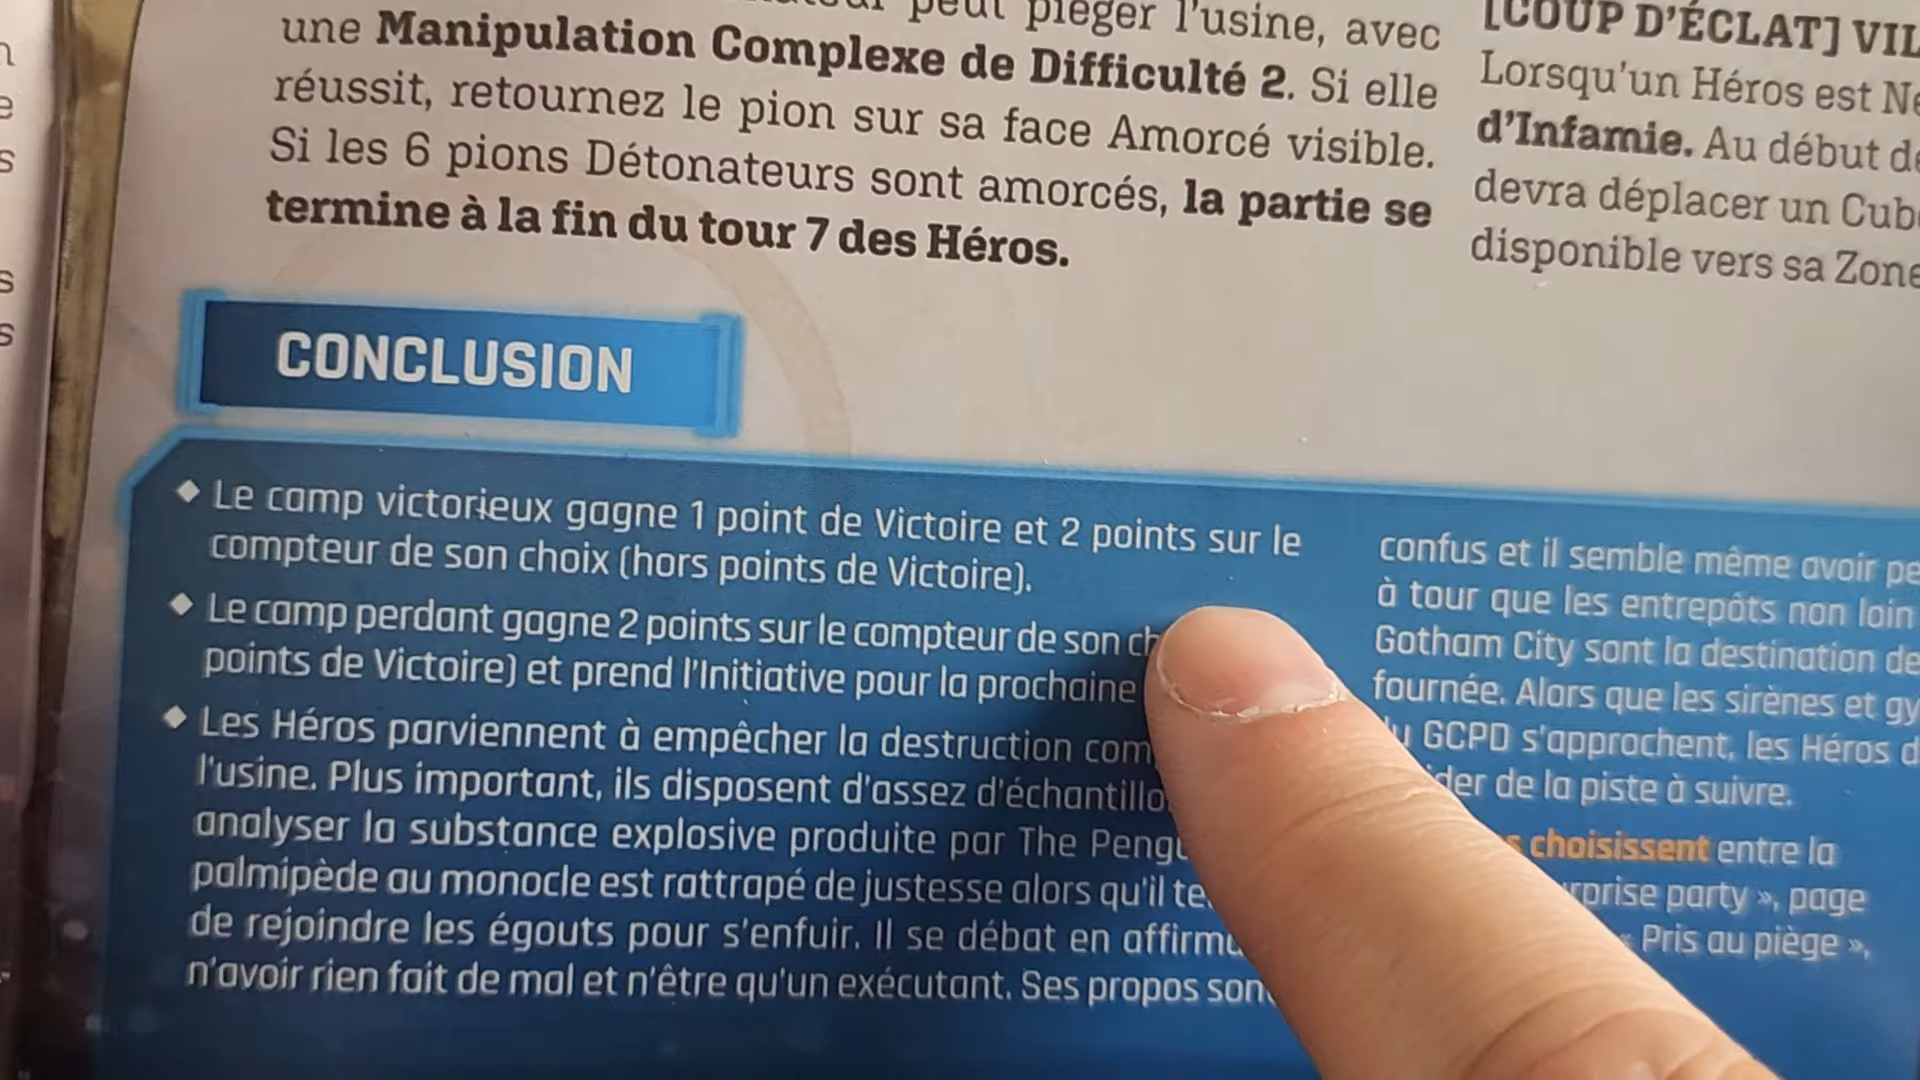 peut piéger l'usine, avec
une Manipulation Complexe de Difficulté 2. Si elle
réussit, retournez le pion sur sa face Amorcé visible.
Si les 6 pions Détonateurs sont amorcés, la partie se
termine à la fin du tour 7 des Héros.
[COUP D'ÉCLAT]
Lorsqu'un Héros est
d'Infamie. Au début
devra déplacer un
disponible vers sa Zone
CONCLUSION
◆ Le camp victorieux gagne 1 point de Victoire et 2 points sur le
compteur de son choix (hors points de Victoire).
◆ Le camp perdant gagne 2 points sur le compteur de son
points de Victoire) et prend l'Initiative pour la prochaine
◆ Les Héros parviennent à empêcher la destruction
l'usine. Plus important, ils disposent d'assez
analyser la substance explosive produite par The
palmipède au monocle est rattrapé de justesse alors qu'il
de rejoindre les égouts pour s'enfuir. Il se débat en
n'avoir rien fait de mal et n'être qu'un exécutant. Ses propos
confus et il semble même avoir
à tour que les entrepôts non loin
Gotham City sont la destination
fournée. Alors que les sirènes et
GCPD s'approchent, les Héros
de la piste à suivre.
choisissent entre la
party », page
Pris au piège »,